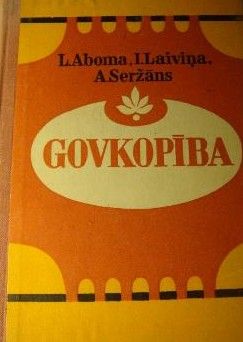 L.Aboma, I.Laiviņa,
A.Seržāns
GOVKOPĪBA